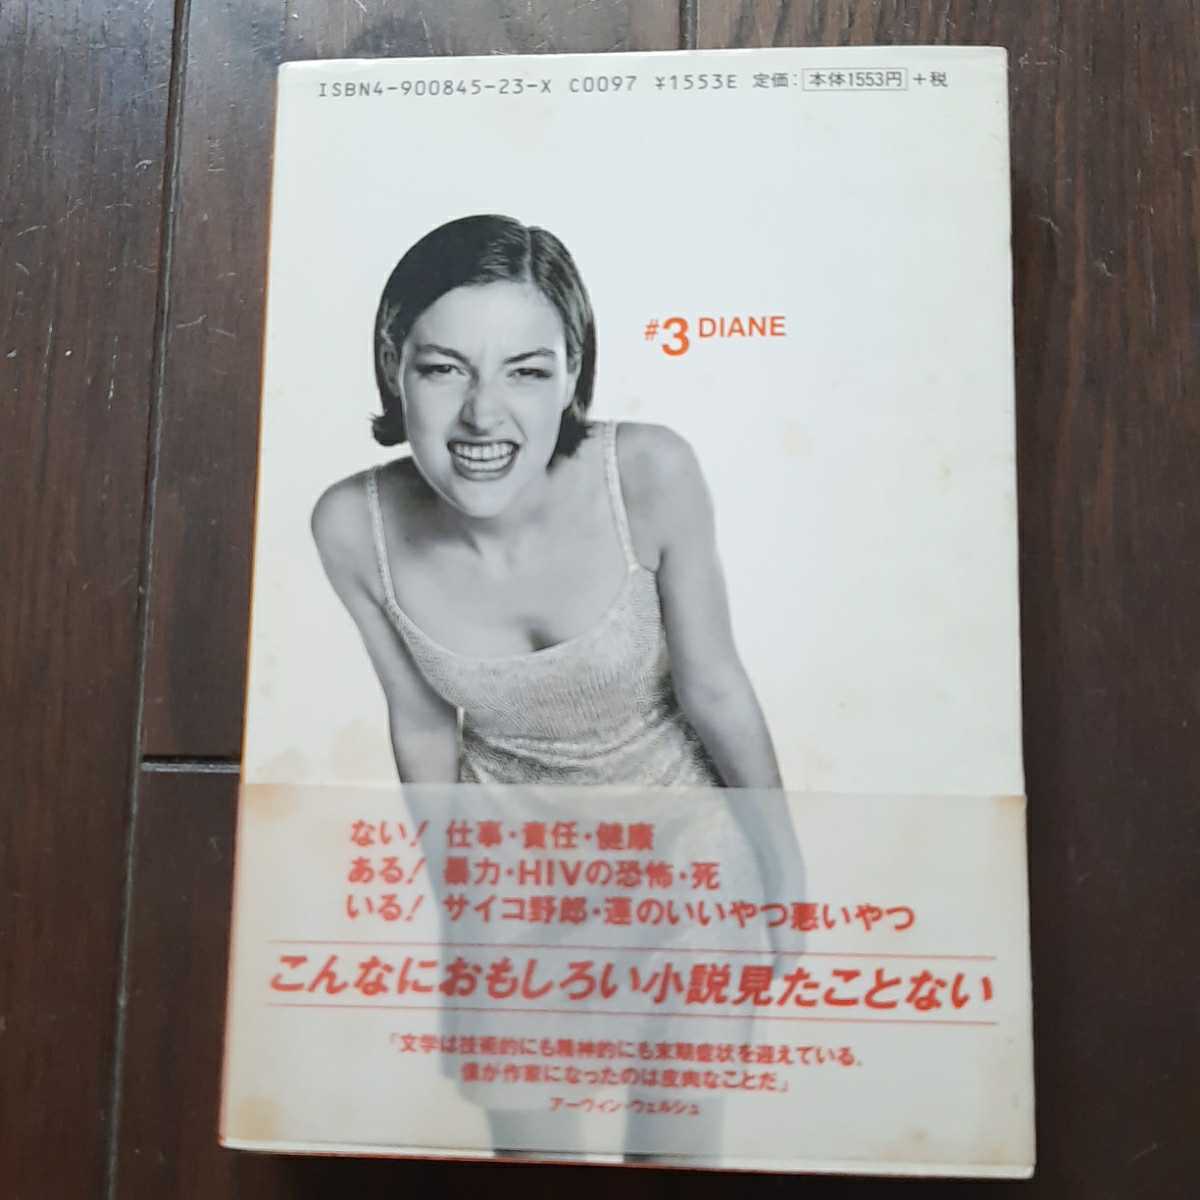 ISBN4-900845-23-X C0097 ¥1553E 定価:本体1553円+税
#3 DIANE
ない! 仕事・責任・健康
ある! 暴力・HIVの恐怖・死
いる! サイコ野郎・運のいいやつ悪いやつ
こんなにおもしろい小説見たことない
「文学は技術的にも精神的にも末期症状を迎えている。
僕が作家になったのは皮肉なことだ」
アーヴィン・ウェルシュ